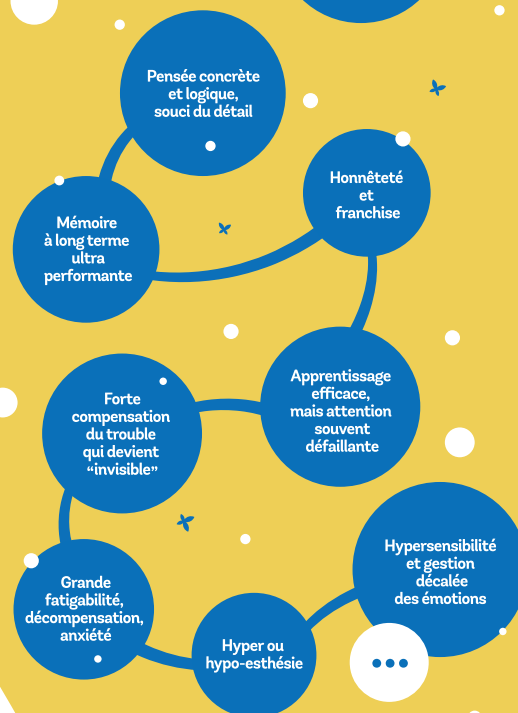 Pensée concrète
et logique,
souci du détail
Honnêteté
et
franchise
Mémoire
à long terme
ultra
performante
Apprentissage
efficace,
mais attention
souvent
défaillante
Forte
compensation
du trouble
qui devient
“invisible”
Hypersensibilité
et gestion
décalée
des émotions
Grande
fatigabilité,
décompensation,
anxiété
Hyper ou
hypo-esthésie